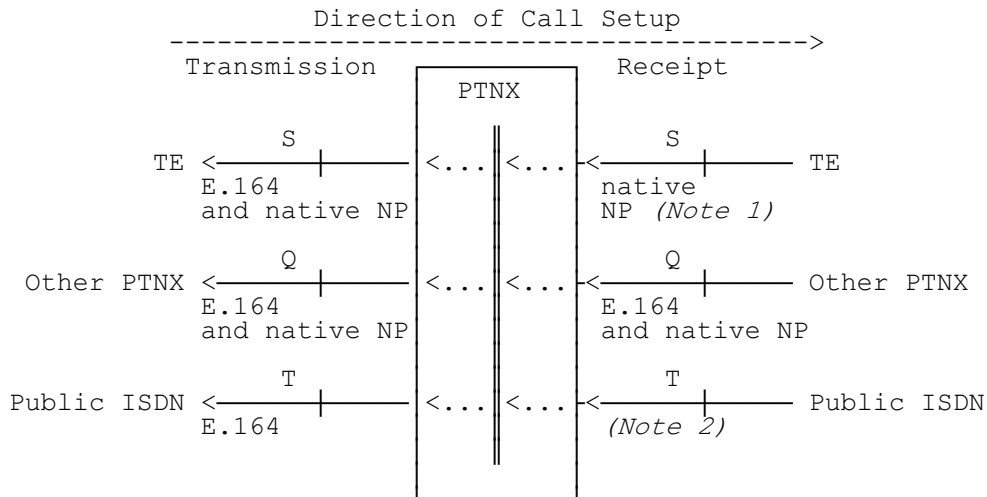 Direction of Call Setup
Transmission Receipt
PTNX
S S
TE <... <... TE
E.164 native
and native NP NP (Note 1)
Q Q
Other PTNX <... <... Other PTNX
E.164 E.164
and native NP and native NP
T T
Public ISDN <... <... Public ISDN
E.164 (Note 2)